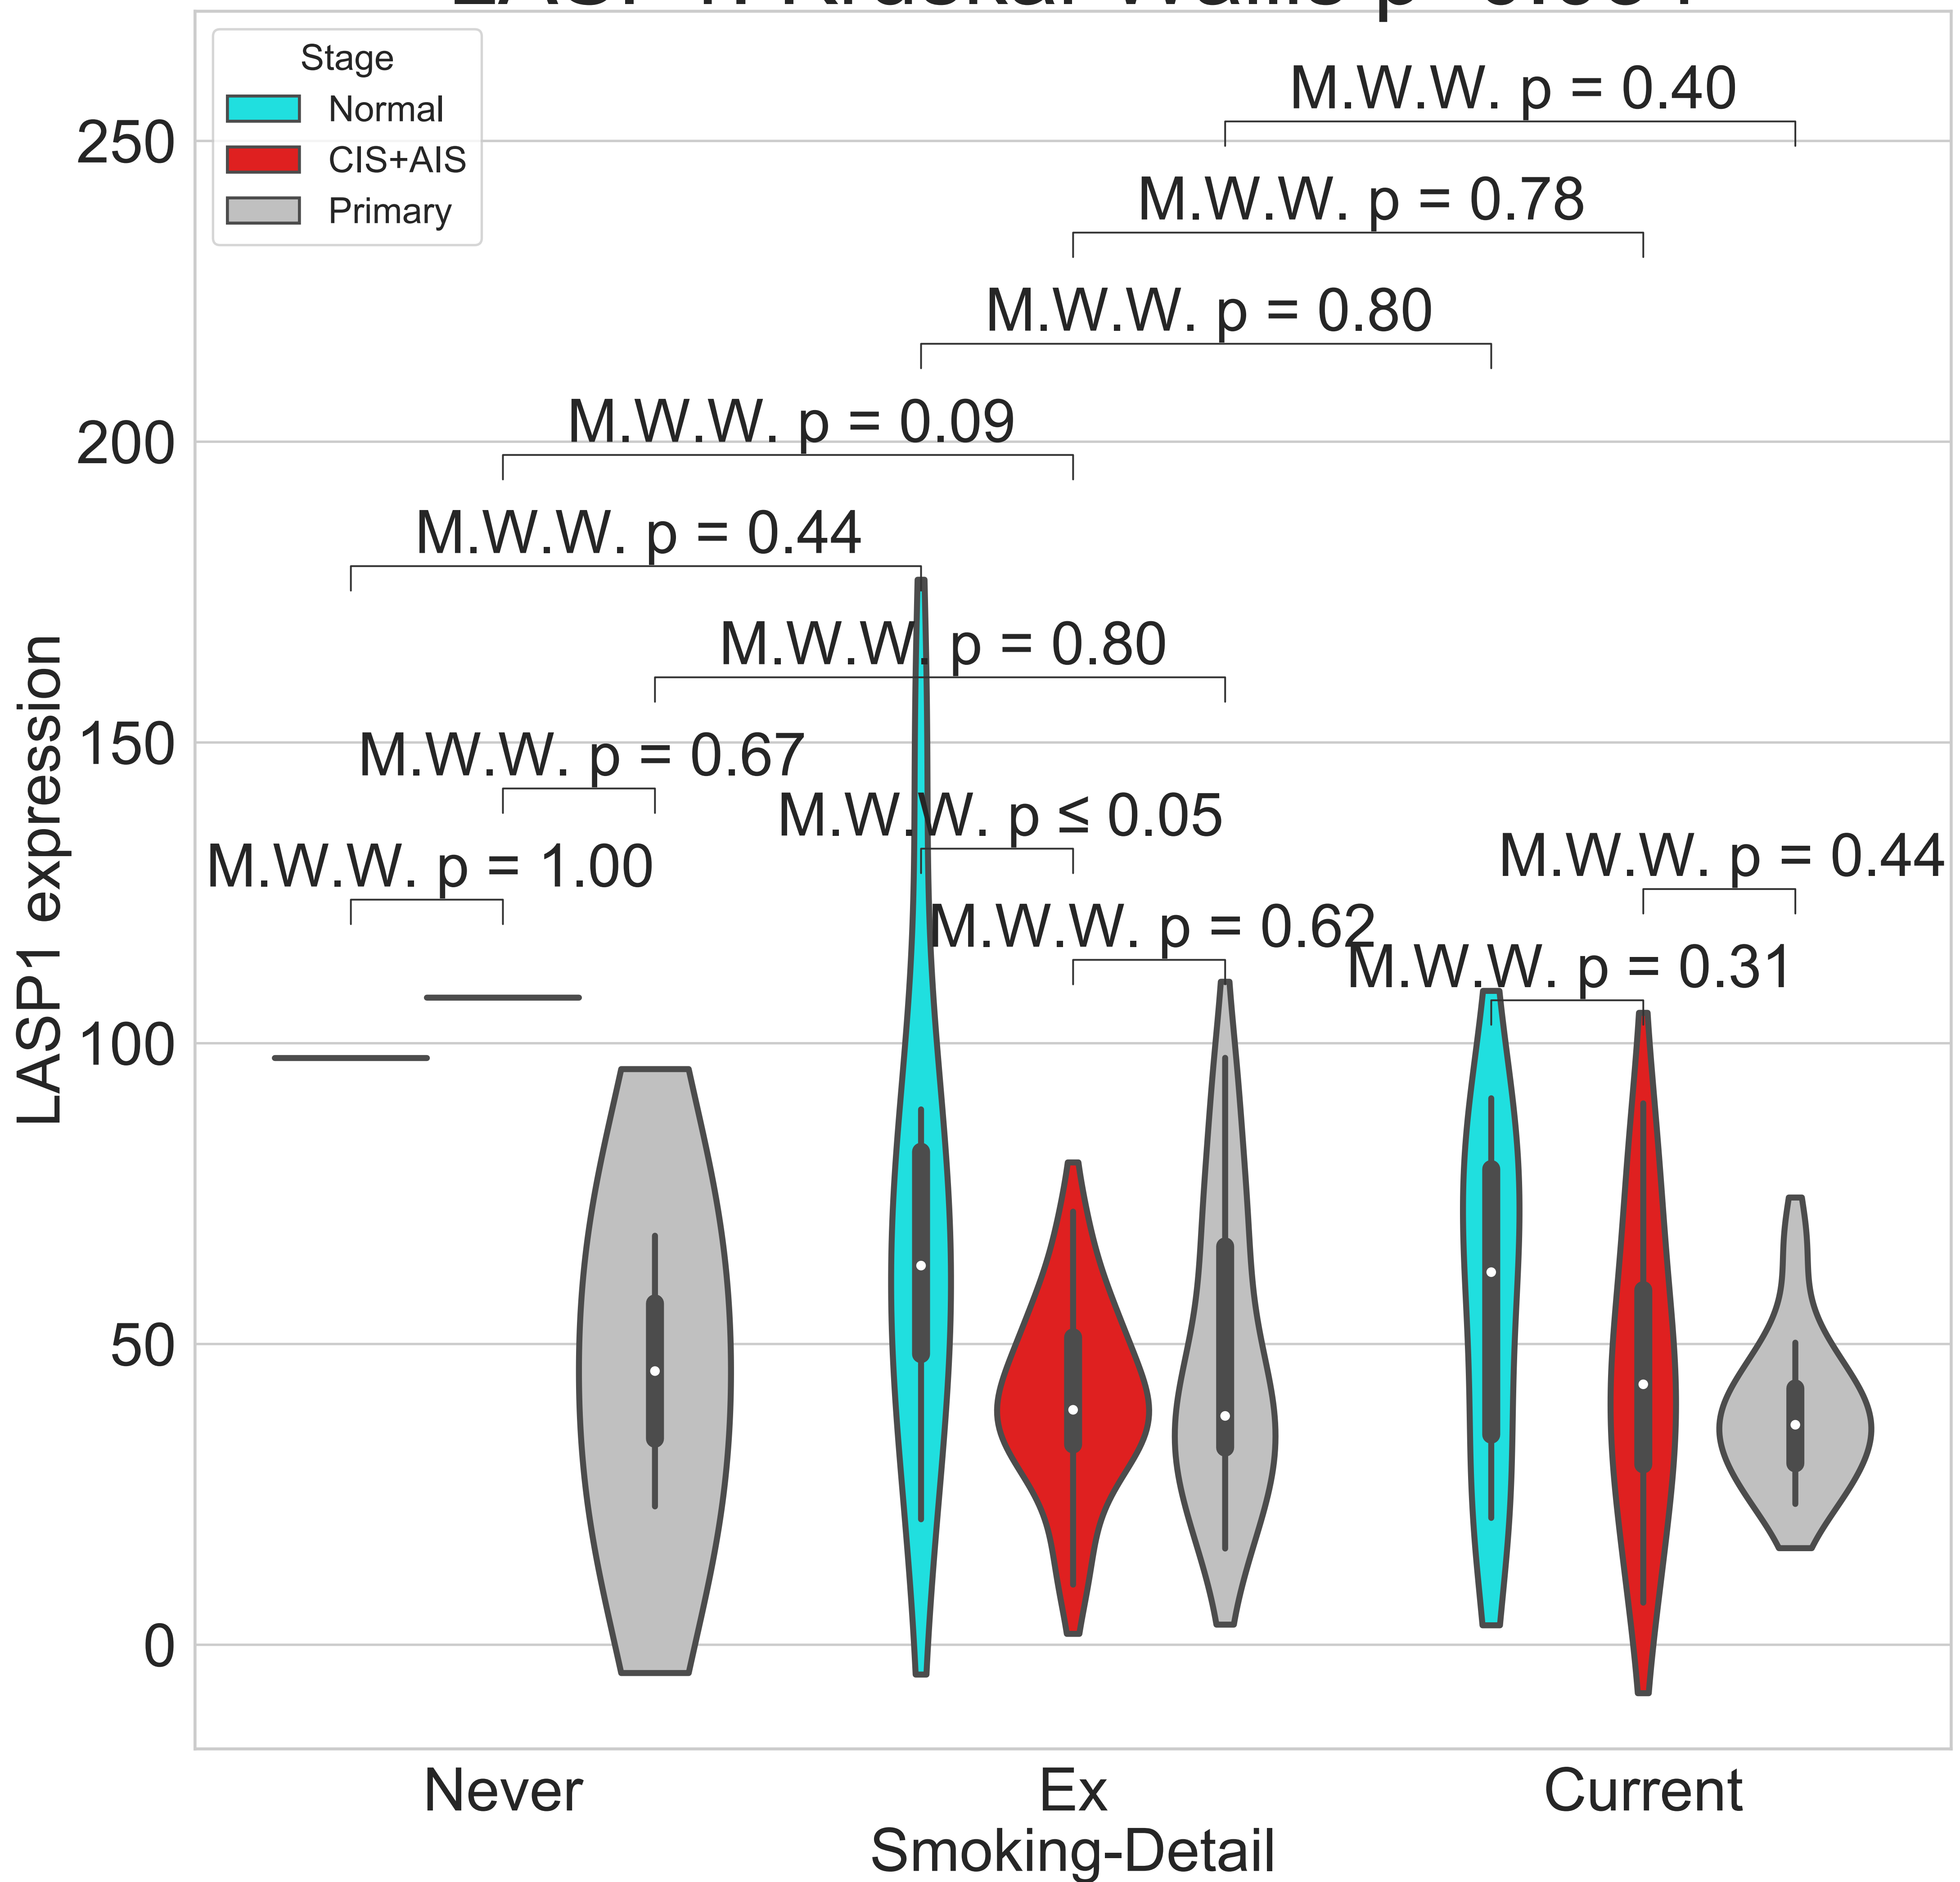 Stage
Normal
CIS+AIS
Primary
M.W.W. p = 0.40
250
M.W.W. p = 0.78
M.W.W. p = 0.80
M.W.W. p = 0.09
200
M.W.W. p = 0.44
M.W.W. p = 0.80
M.W.W. p = 0.67
150
M.W.W. p ≤ 0.05
M.W.W. p = 1.00
M.W.W. p = 0.44
M.W.W. p = 0.62
M.W.W. p = 0.31
100
50
0
LASP1 expression
Never
Ex
Current
Smoking-Detail